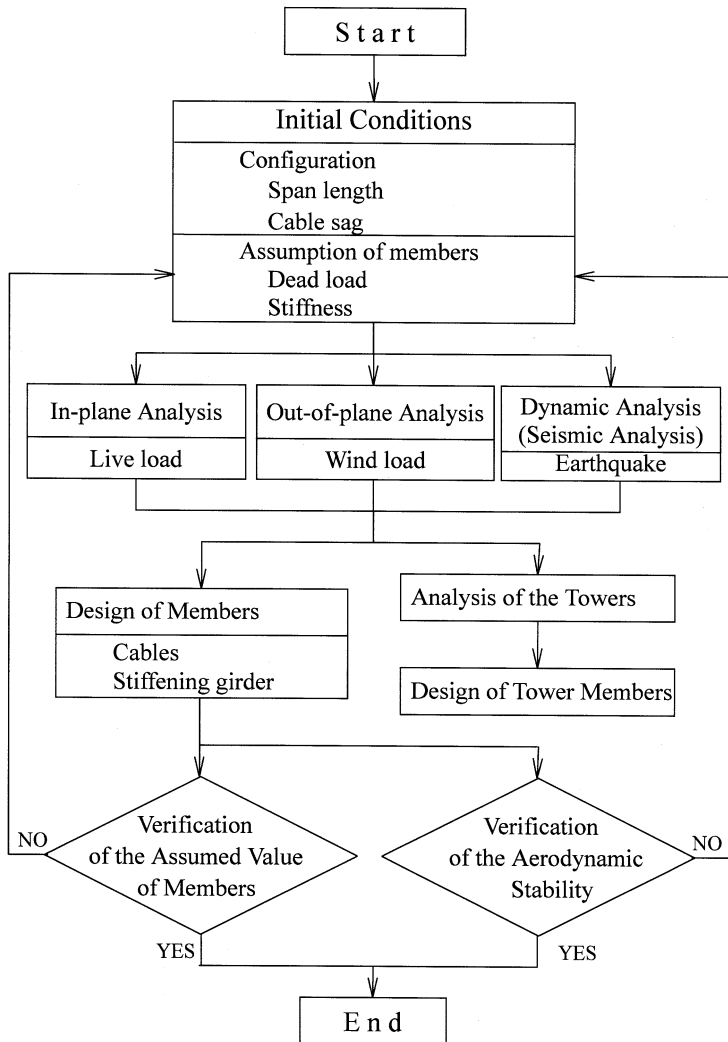 Start
Initial Conditions
Configuration
Span length
Cable sag
Assumption of members
Dead load
Stiffness
In-plane Analysis
Live load
Out-of-plane Analysis
Wind load
Dynamic Analysis
(Seismic Analysis)
Earthquake
Design of Members
Cables
Stiffening girder
Analysis of the Towers
Design of Tower Members
NO
Verification
of the Assumed Value
of Members
YES
Verification
of the Aerodynamic
Stability
NO
YES
End